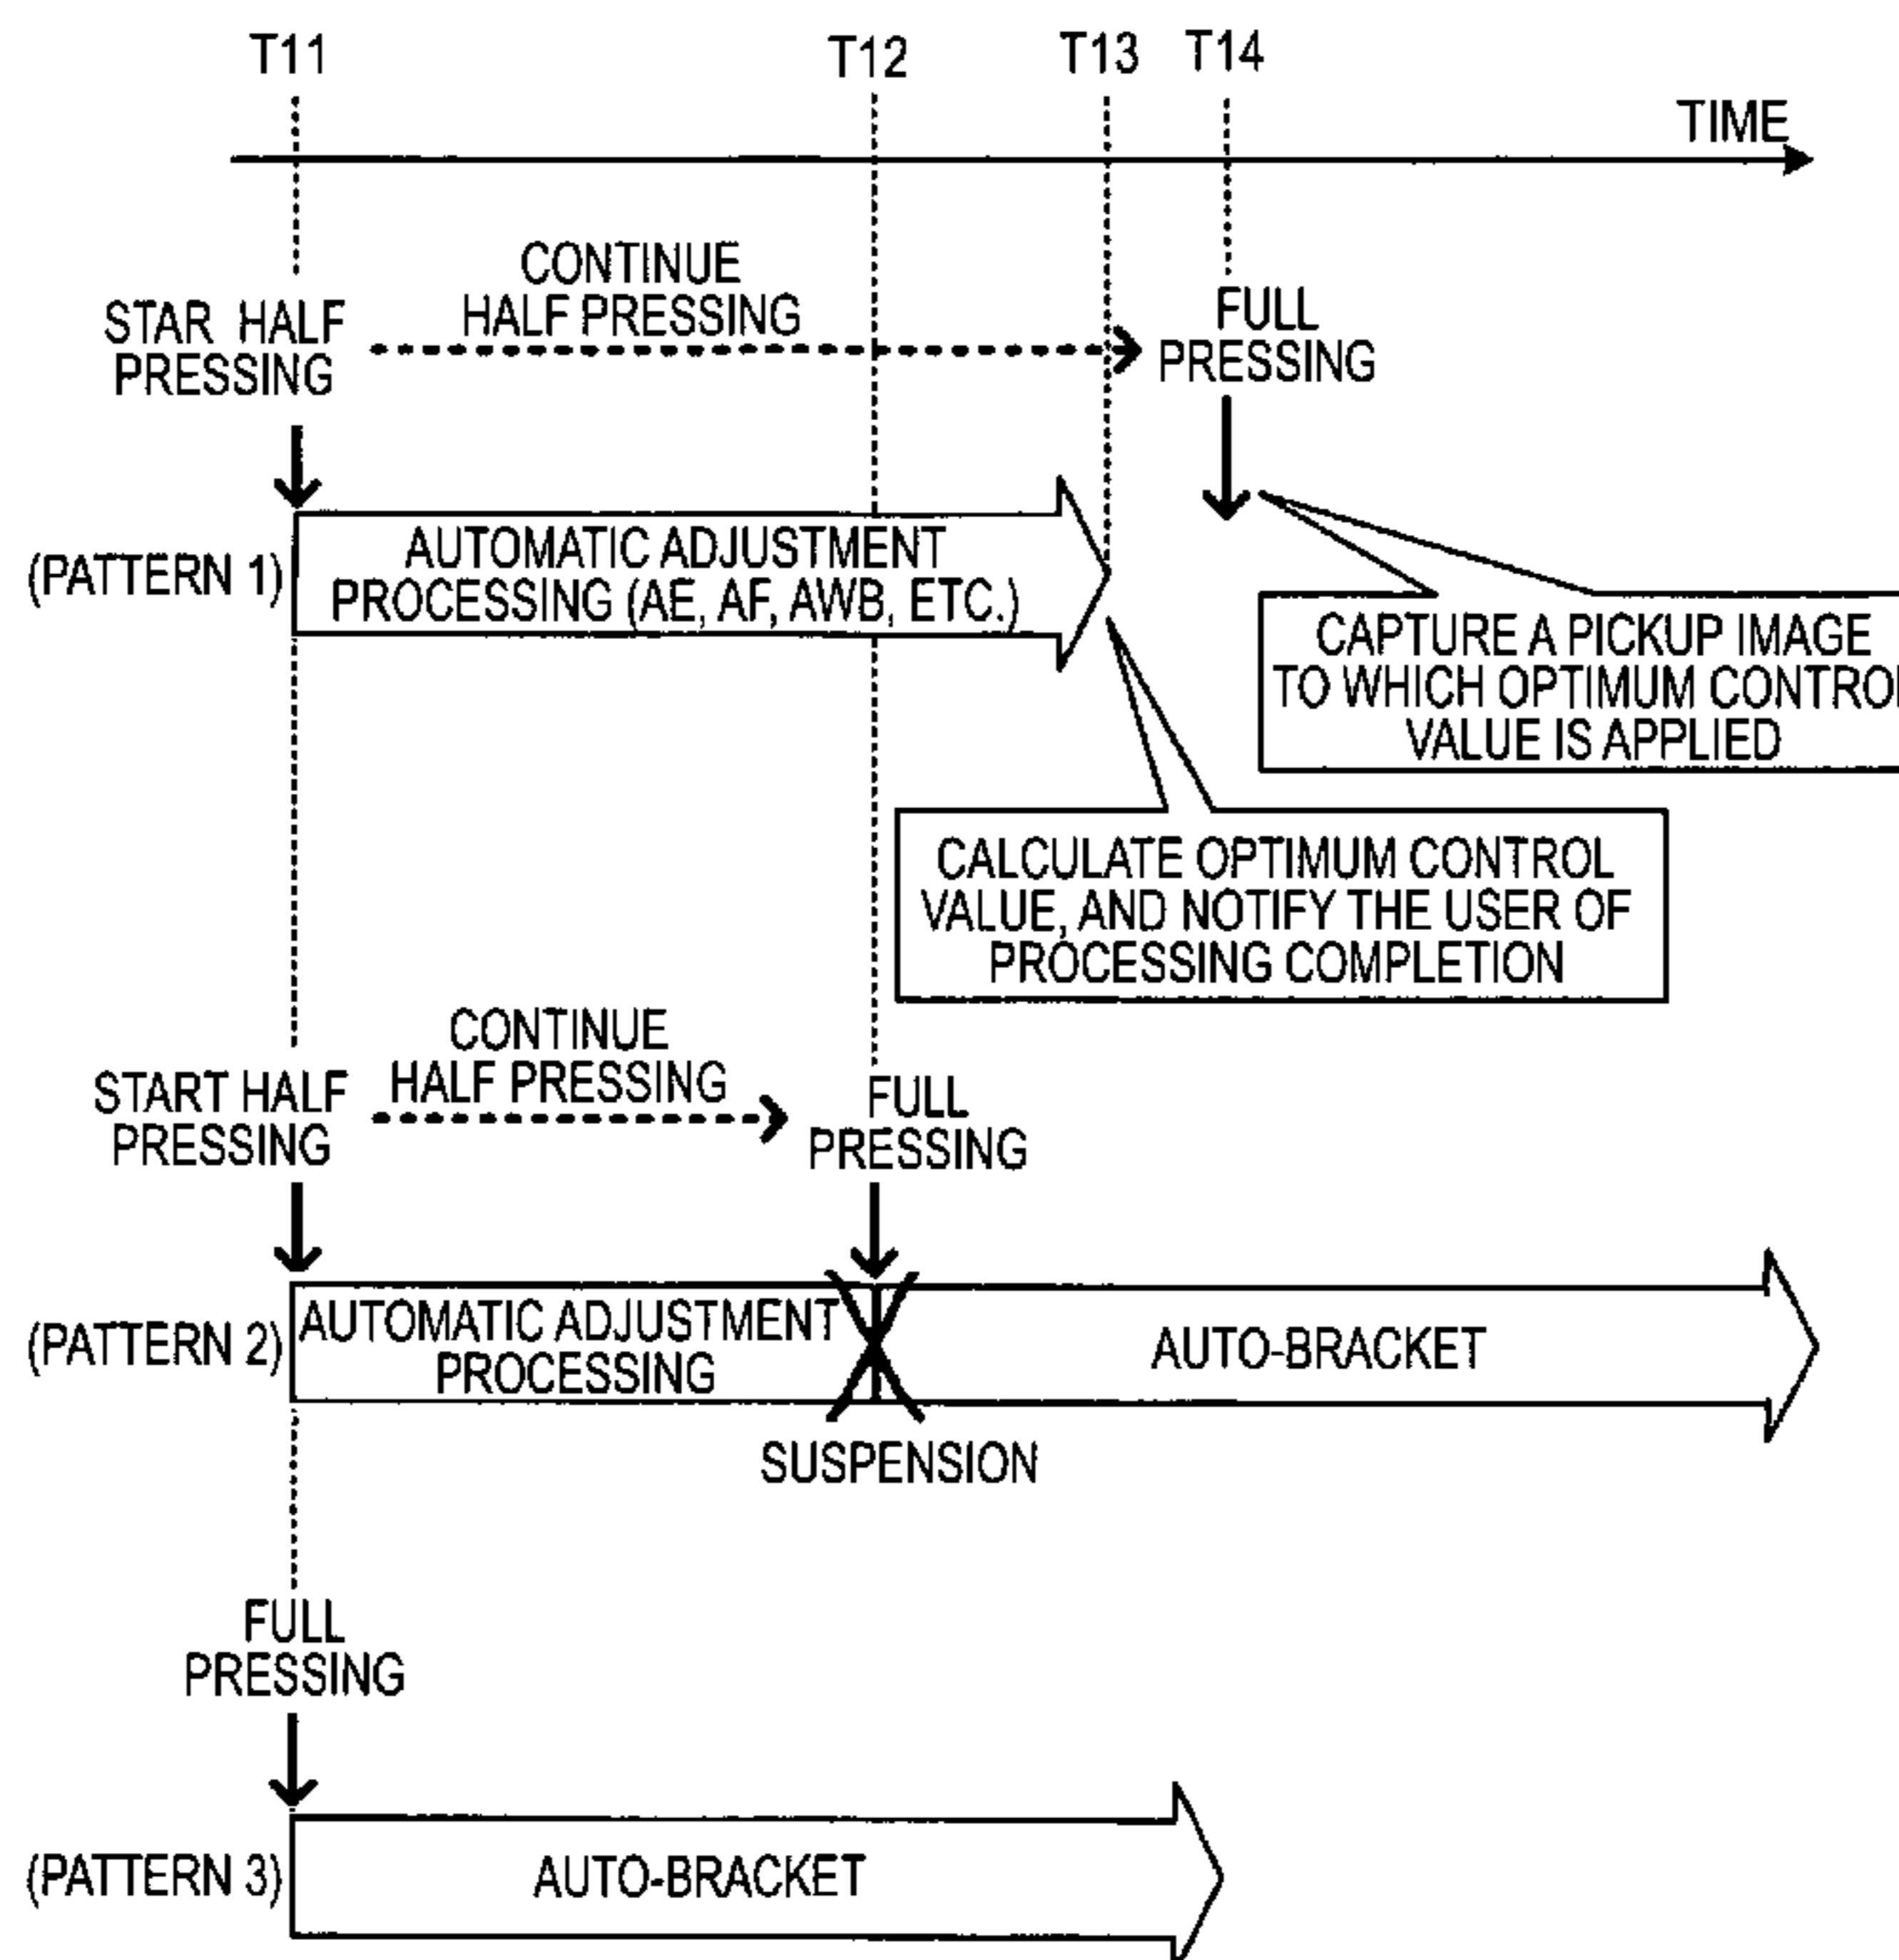 T11
T12
T13
T14
TIME
CONTINUE
HALF PRESSING
STAR HALF
PRESSING
FULL
PRESSING
(PATTERN 1)
AUTOMATIC ADJUSTMENT
PROCESSING (AE, AF, AWB, ETC.)
CAPTURE A PICKUP IMAGE
TO WHICH OPTIMUM CONTROL
VALUE IS APPLIED
CALCULATE OPTIMUM CONTROL
VALUE, AND NOTIFY THE USER OF
PROCESSING COMPLETION
CONTINUE
HALF PRESSING
START HALF
PRESSING
FULL
PRESSING
(PATTERN 2)
AUTOMATIC ADJUSTMENT
PROCESSING
AUTO-BRACKET
SUSPENSION
FULL
PRESSING
(PATTERN 3)
AUTO-BRACKET